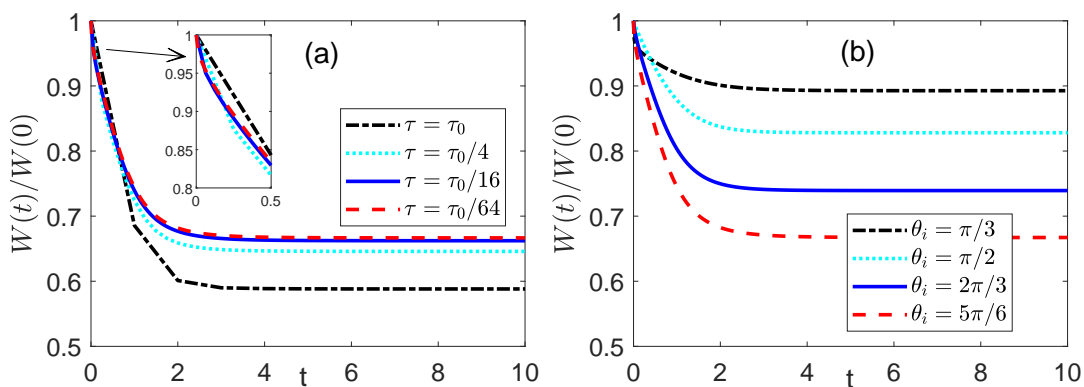 (a)
W(t)/W(0)
1
0.9
0.8
0.7
0.6
0.5
0 2 4 6 8 10
t
1
0.95
0.9
0.85
0.8
0 0.5
τ = τ₀
τ = τ₀/4
τ = τ₀/16
τ = τ₀/64
(b)
W(t)/W(0)
1
0.9
0.8
0.7
0.6
0.5
0 2 4 6 8 10
t
θᵢ = π/3
θᵢ = π/2
θᵢ = 2π/3
θᵢ = 5π/6